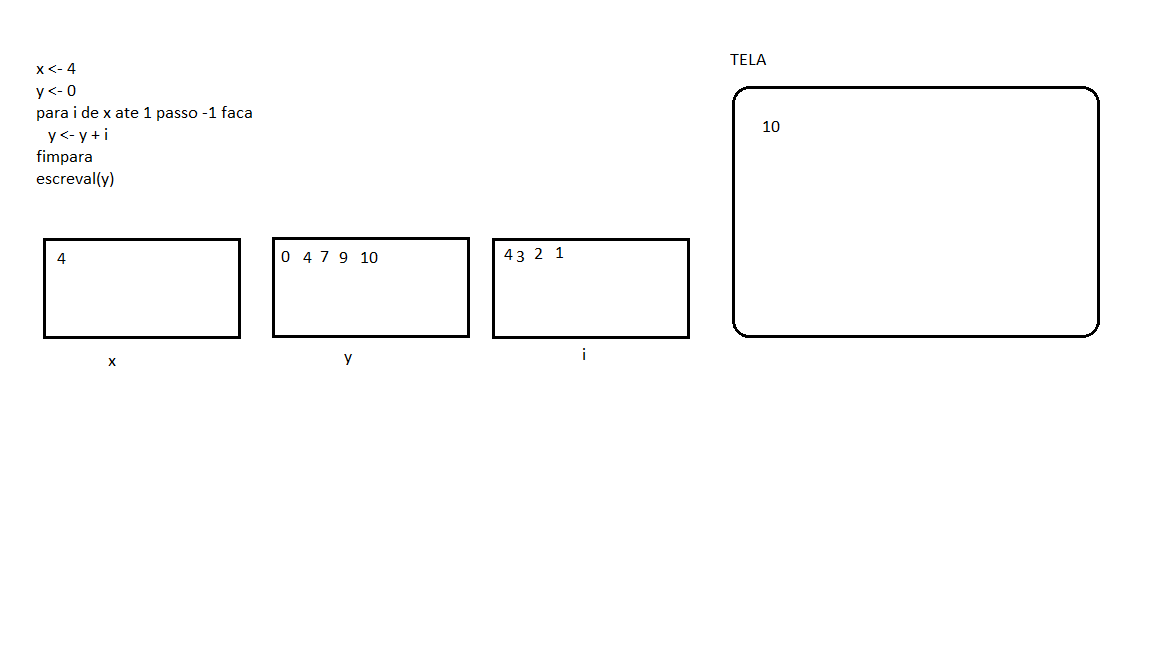 x <- 4
y <- 0
para i de x ate 1 passo -1 faca
y <- y + i
fimpara
escreval(y)
TELA
10
4
0 4 7 9 10
4 3 2 1
x
y
i